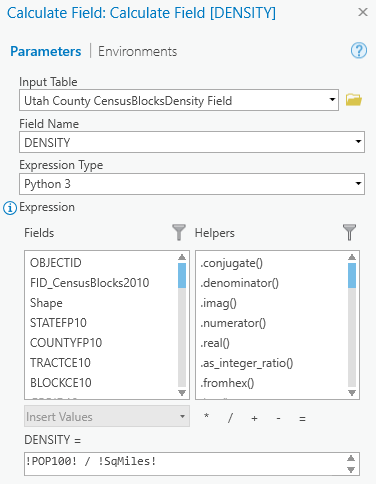 Calculate Field: Calculate Field [DENSITY]
Parameters | Environments
Input Table
Utah County CensusBlocksDensity Field
Field Name
DENSITY
Expression Type
Python 3
Expression
Fields
OBJECTID
FID_CensusBlocks2010
Shape
STATEFP10
COUNTYFP10
TRACTCE10
BLOCKCE10
Helpers
.conjugate()
.denominator()
.imag()
.numerator()
.real()
.as_integer_ratio()
.fromhex()
Insert Values
* / + - =
DENSITY =
!POP100! / !SqMiles!